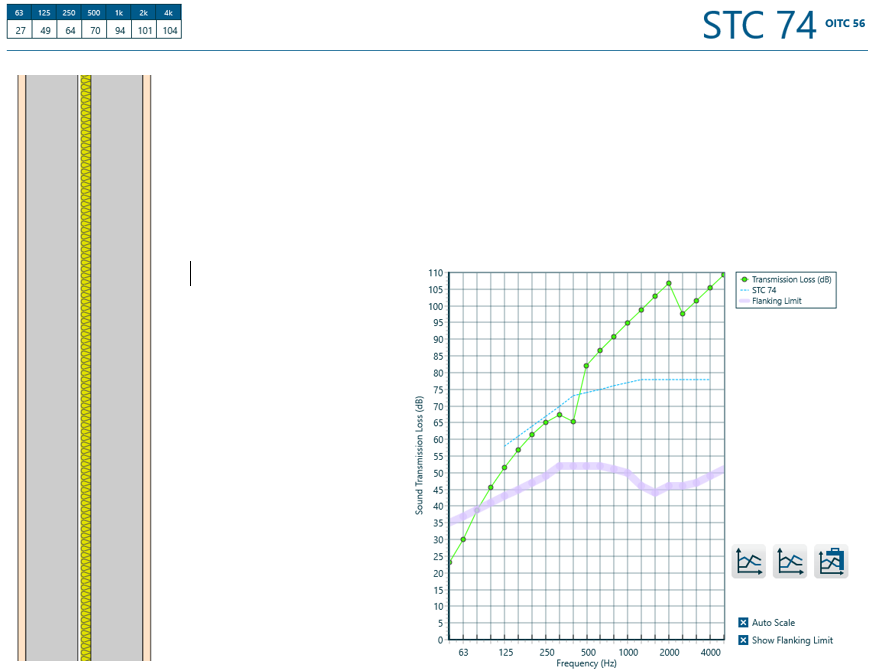 63 125 250 500 1k 2k 4k
27 49 64 70 94 101 104
STC 74 OITC 56
Transmission Loss (dB)
STC 74
Flanking Limit
Sound Transmission Loss (dB)
110
105
100
95
90
85
80
75
70
65
60
55
50
45
40
35
30
25
20
15
10
5
0
63 125 250 500 1000 2000 4000
Frequency (Hz)
Auto Scale
Show Flanking Limit